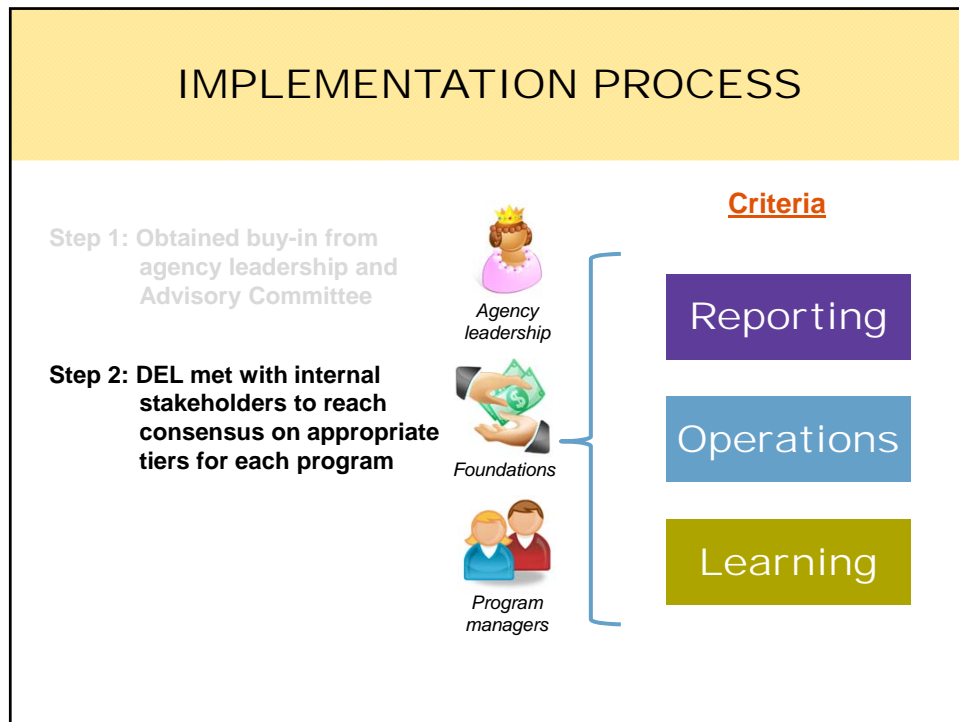 IMPLEMENTATION PROCESS
Step 1: Obtained buy-in from
agency leadership and
Advisory Committee
Step 2: DEL met with internal
stakeholders to reach
consensus on appropriate
tiers for each program
Agency
leadership
$
Foundations
Program
managers
Criteria
Reporting
Operations
Learning